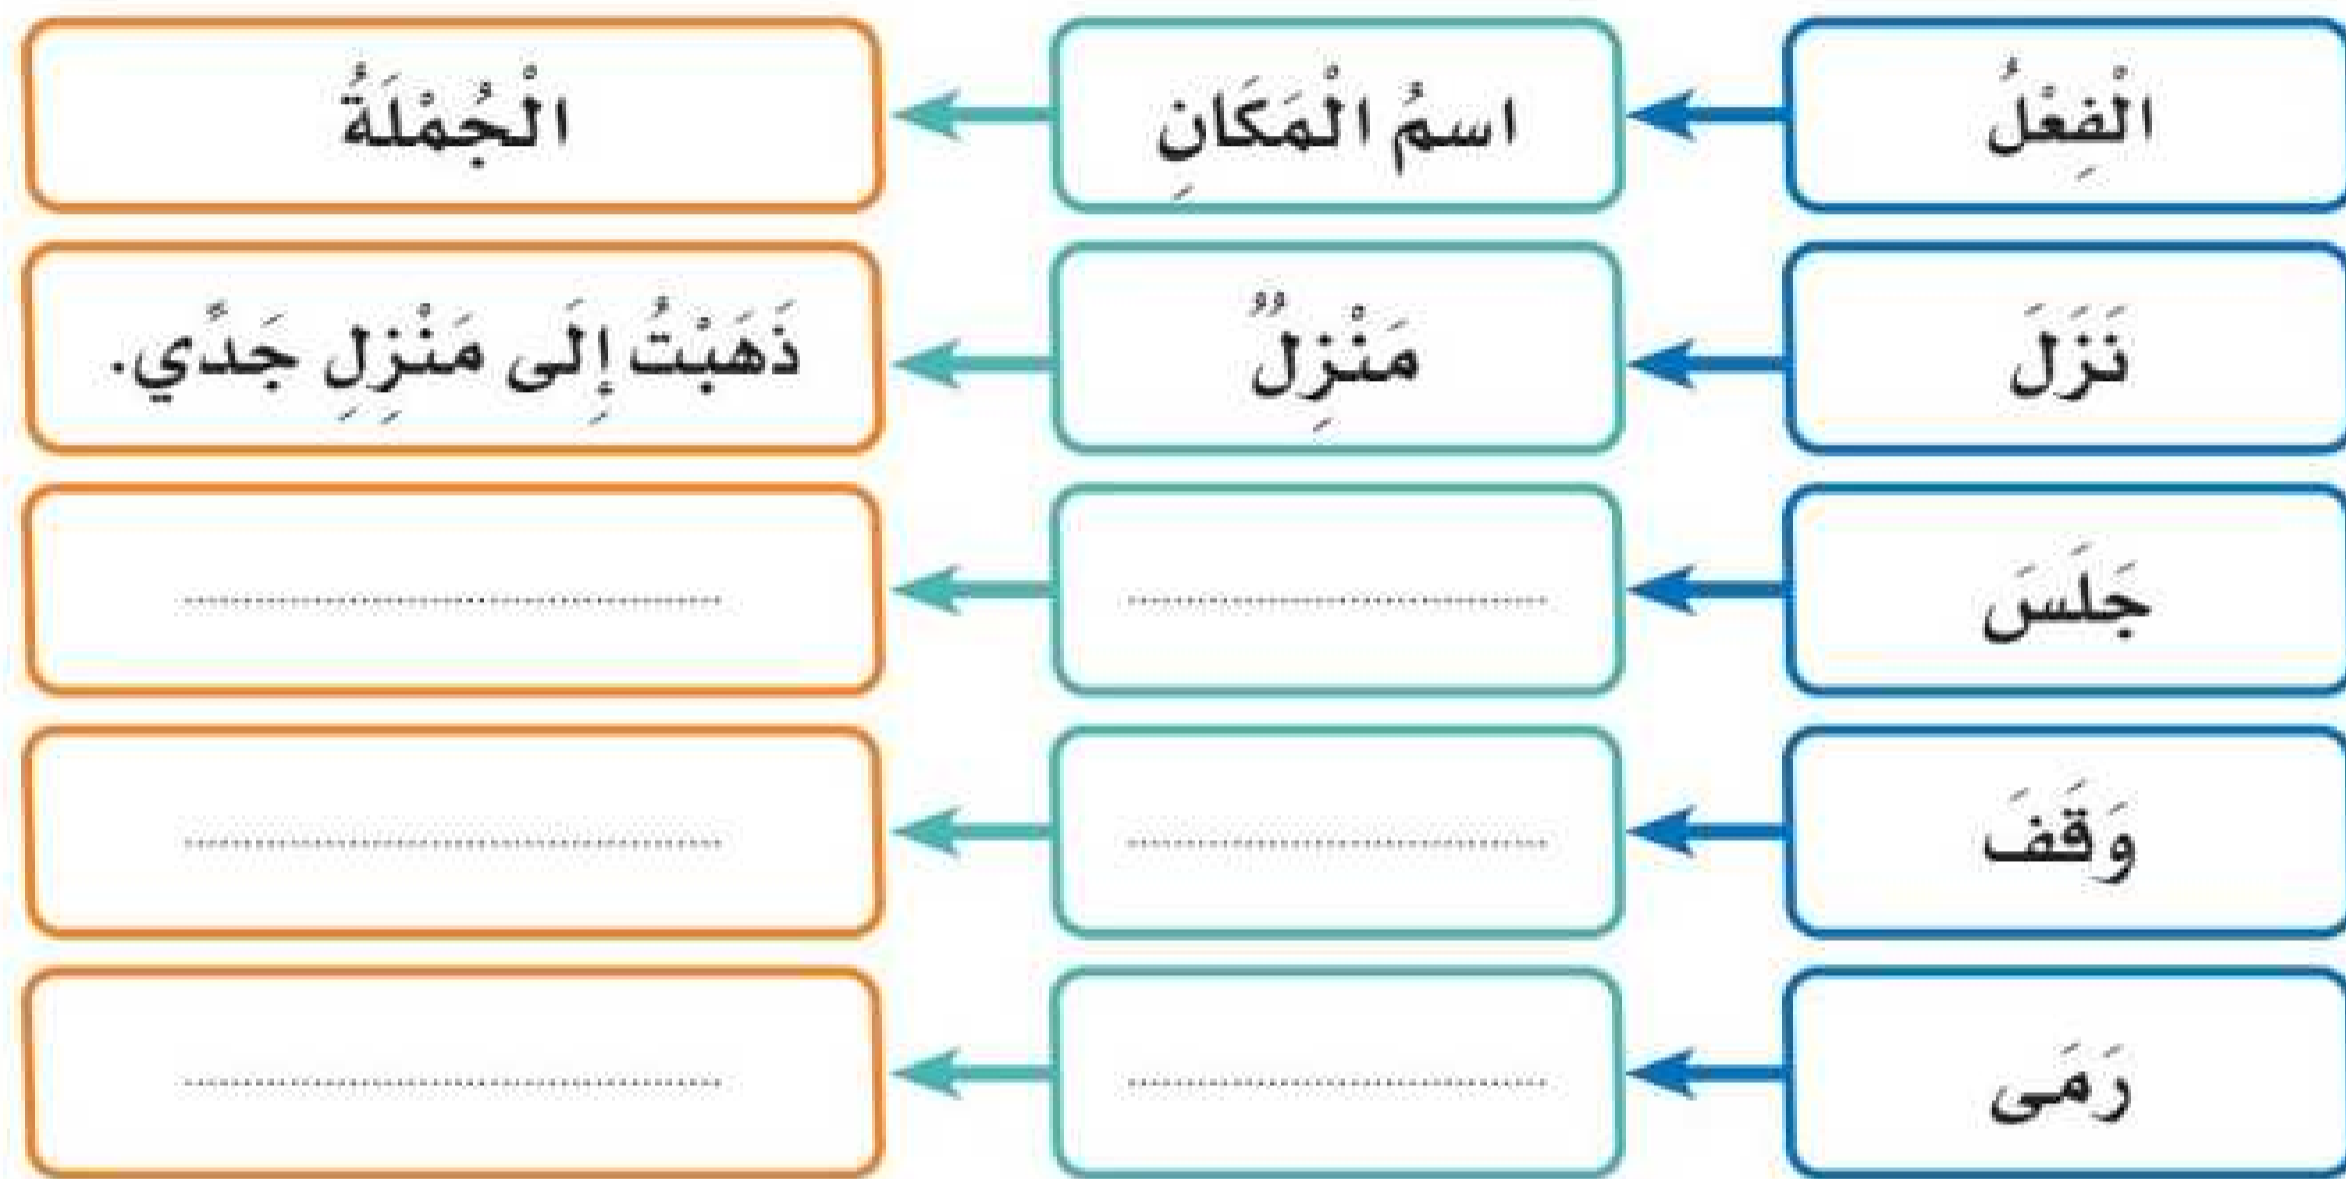 الْفِعْلُ اسمُ الْمَكَانِ الْجُمْلَةُ
نَزَلَ مَنْزِلٌ ذَهَبْتُ إِلَى مَنْزِلِ جَدِّي.
جَلَسَ
وَقَفَ
رَمَى